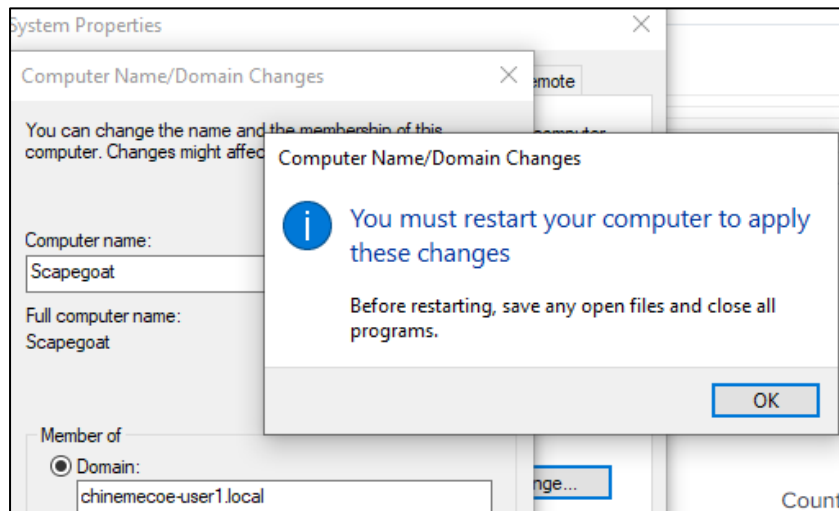 System Properties
Computer Name/Domain Changes
emote
You can change the name and the membership of this
computer. Changes might affec
computer
Computer name:
Scapegoat
Full computer name:
Scapegoat
Member of
Domain:
chinemecoe-user1.local
nge...
Computer Name/Domain Changes
You must restart your computer to apply
these changes
Before restarting, save any open files and close all
programs.
OK
Count